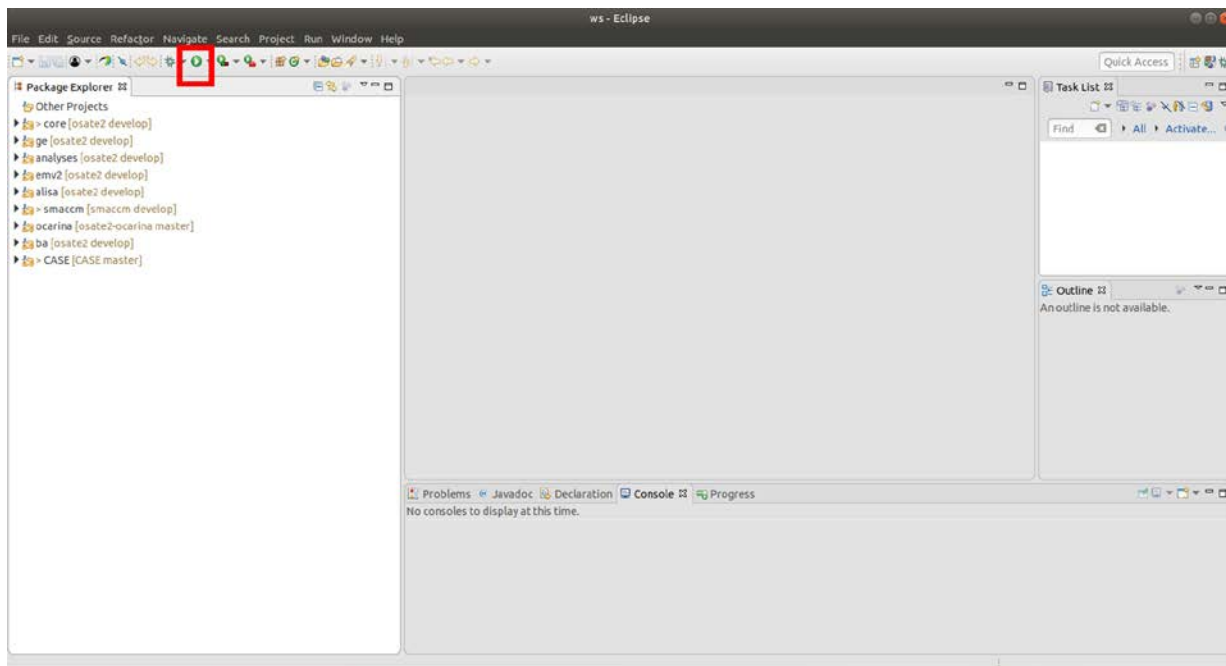 ws - Eclipse
File Edit Source Refactor Navigate Search Project Run Window Help
Quick Access
Package Explorer
Other Projects
> core [osate2 develop]
ge [osate2 develop]
analyses [osate2 develop]
emv2 [osate2 develop]
alisa [osate2 develop]
> smaccm [smaccm develop]
ocarina [osate2-ocarina master]
ba [osate2 develop]
> CASE [CASE master]
Task List
Find All Activate...
Outline
An outline is not available.
Problems Javadoc Declaration Console Progress
No consoles to display at this time.